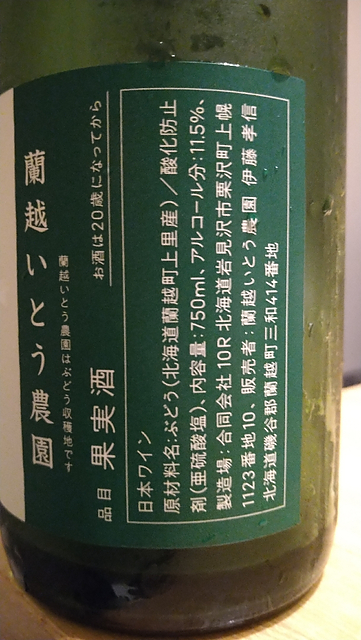 蘭越いとう農園
蘭越いとう農園はぶどう収穫地です
お酒は20歳になってから
品目 果実酒
日本ワイン
原材料名:ぶどう(北海道蘭越町上里産)/酸化防止
剤(亜硫酸塩)、内容量:750ml、アルコール分:11.5%、
製造場:合同会社10R 北海道岩見沢市栗沢町上幌
1123番地10、販売者:蘭越いとう農園 伊藤 孝信
北海道磯谷郡蘭越町三和414番地